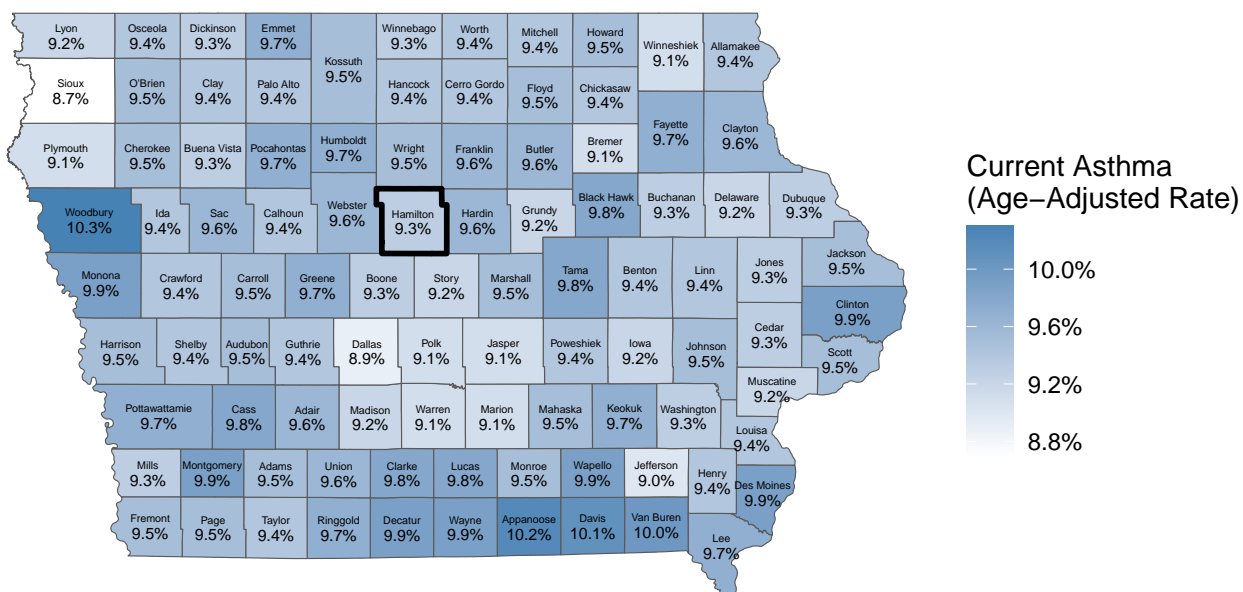 Lyon
9.2%
Osceola
9.4%
Dickinson
9.3%
Emmet
9.7%
Winnebago
9.3%
Worth
9.4%
Mitchell
9.4%
Howard
9.5%
Winneshiek
9.1%
Allamakee
9.4%
Kossuth
9.5%
Sioux
8.7%
O'Brien
9.5%
Clay
9.4%
Palo Alto
9.4%
Hancock
9.4%
Cerro Gordo
9.4%
Floyd
9.5%
Chickasaw
9.4%
Fayette
9.7%
Clayton
9.6%
Plymouth
9.1%
Cherokee
9.5%
Buena Vista
9.3%
Pocahontas
9.7%
Humboldt
9.7%
Wright
9.5%
Franklin
9.6%
Butler
9.6%
Bremer
9.1%
Woodbury
10.3%
Ida
9.4%
Sac
9.6%
Calhoun
9.4%
Webster
9.6%
Hamilton
9.3%
Hardin
9.6%
Grundy
9.2%
Black Hawk
9.8%
Buchanan
9.3%
Delaware
9.2%
Dubuque
9.3%
Monona
9.9%
Crawford
9.4%
Carroll
9.5%
Greene
9.7%
Boone
9.3%
Story
9.2%
Marshall
9.5%
Tama
9.8%
Benton
9.4%
Linn
9.4%
Jones
9.3%
Jackson
9.5%
Clinton
9.9%
Harrison
9.5%
Shelby
9.4%
Audubon
9.5%
Guthrie
9.4%
Dallas
8.9%
Polk
9.1%
Jasper
9.1%
Poweshiek
9.4%
Iowa
9.2%
Johnson
9.5%
Cedar
9.3%
Scott
9.5%
Muscatine
9.2%
Pottawattamie
9.7%
Cass
9.8%
Adair
9.6%
Madison
9.2%
Warren
9.1%
Marion
9.1%
Mahaska
9.5%
Keokuk
9.7%
Washington
9.3%
Louisa
9.4%
Mills
9.3%
Montgomery
9.9%
Adams
9.5%
Union
9.6%
Clarke
9.8%
Lucas
9.8%
Monroe
9.5%
Wapello
9.9%
Jefferson
9.0%
Henry
9.4%
Des Moines
9.9%
Fremont
9.5%
Page
9.5%
Taylor
9.4%
Ringgold
9.7%
Decatur
9.9%
Wayne
9.9%
Appanoose
10.2%
Davis
10.1%
Van Buren
10.0%
Lee
9.7%
Current Asthma
(Age−Adjusted Rate)
10.0%
9.6%
9.2%
8.8%